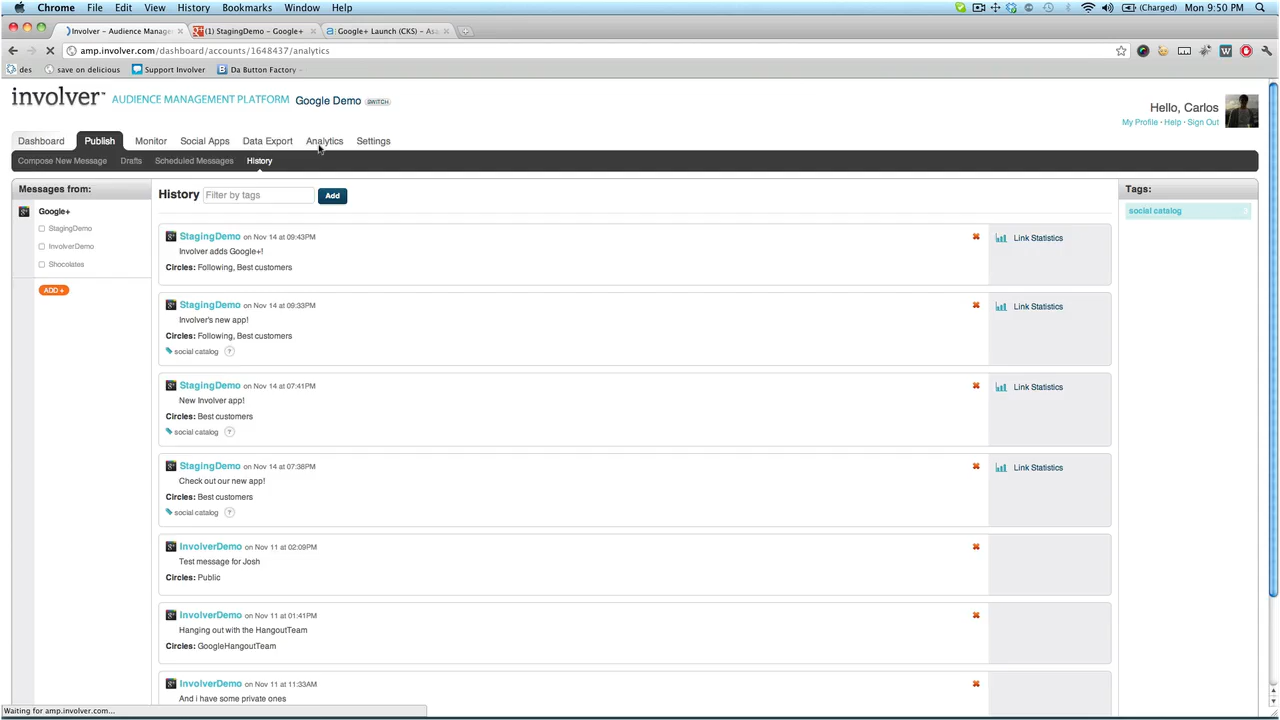 Chrome File Edit View History Bookmarks Window Help (Charged) Mon 9:50 PM
Involver – Audience Manage (1) StagingDemo – Google+ Google+ Launch (CKS) – Asa
amp.involver.com/dashboard/accounts/1648437/analytics
des save on delicious Support Involver Da Button Factory
involver™ AUDIENCE MANAGEMENT PLATFORM Google Demo SWITCH
Hello, Carlos
My Profile · Help · Sign Out
Dashboard Publish Monitor Social Apps Data Export Analytics Settings
Compose New Message Drafts Scheduled Messages History
Messages from:
Google+
StagingDemo
InvolverDemo
Shocolates
ADD +
History Filter by tags Add
StagingDemo on Nov 14 at 09:43PM
Involver adds Google+!
Circles: Following, Best customers
Link Statistics
StagingDemo on Nov 14 at 09:33PM
Involver's new app!
Circles: Following, Best customers
social catalog ?
Link Statistics
StagingDemo on Nov 14 at 07:41PM
New Involver app!
Circles: Best customers
social catalog ?
Link Statistics
StagingDemo on Nov 14 at 07:38PM
Check out our new app!
Circles: Best customers
social catalog ?
Link Statistics
InvolverDemo on Nov 11 at 02:09PM
Test message for Josh
Circles: Public
InvolverDemo on Nov 11 at 01:41PM
Hanging out with the HangoutTeam
Circles: GoogleHangoutTeam
InvolverDemo on Nov 11 at 11:33AM
And i have some private ones
Tags:
social catalog
Waiting for amp.involver.com...